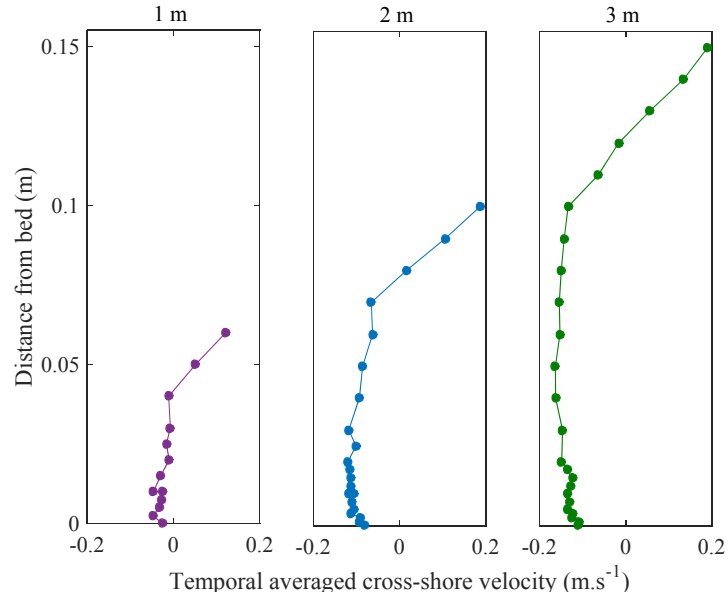 1 m
2 m
3 m
0.15
0.1
0.05
0
Distance from bed (m)
-0.2
0
0.2
-0.2
0
0.2
-0.2
0
0.2
Temporal averaged cross-shore velocity (m.s⁻¹)